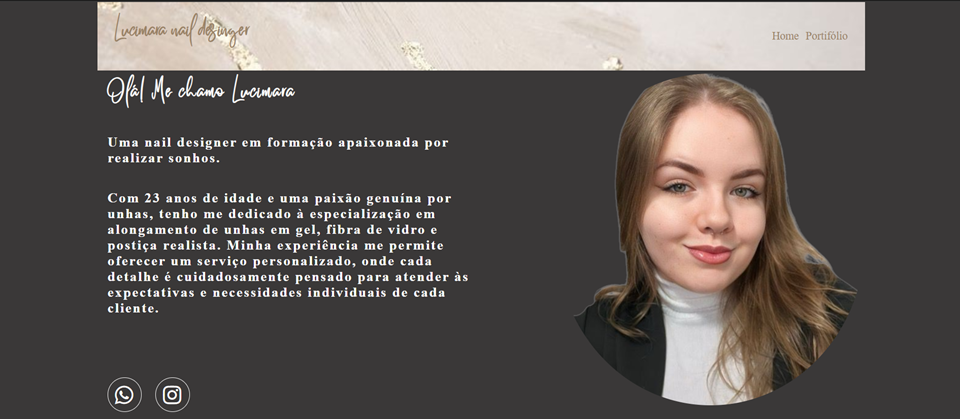 Lucimara nail desinger
Home Portifólio
Olá! Me chamo Lucimara
Uma nail designer em formação apaixonada por
realizar sonhos.
Com 23 anos de idade e uma paixão genuína por
unhas, tenho me dedicado à especialização em
alongamento de unhas em gel, fibra de vidro e
postiça realista. Minha experiência me permite
oferecer um serviço personalizado, onde cada
detalhe é cuidadosamente pensado para atender às
expectativas e necessidades individuais de cada
cliente.